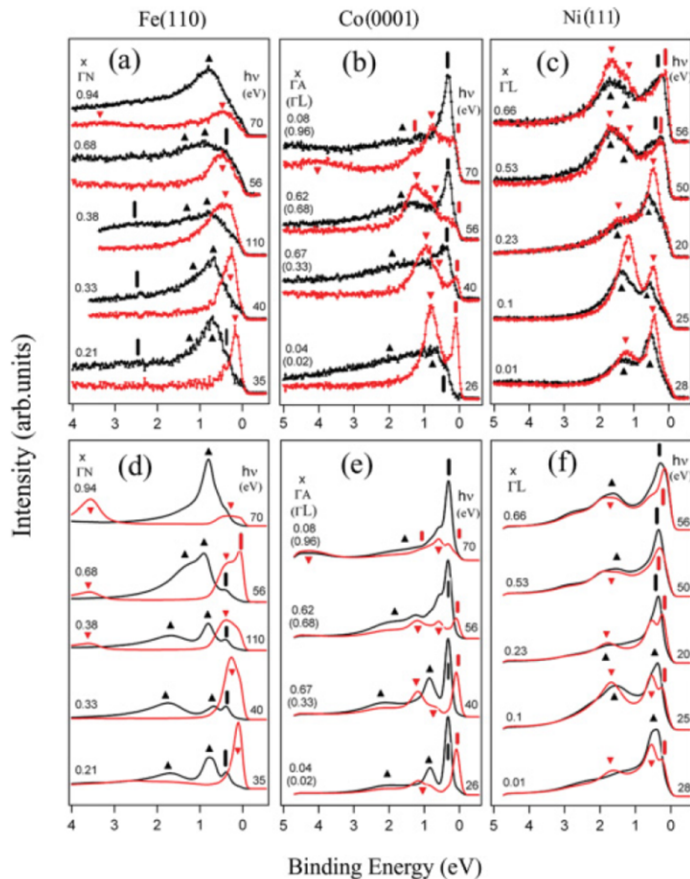 Fe(110) Co(0001) Ni(111)
(a) (b) (c)
x
ΓN
hν
(eV)
0.94
70
0.68
56
0.38
110
0.33
40
0.21
35
4 3 2 1 0
x
ΓA
(ΓL)
hν
(eV)
0.08
(0.96)
70
0.62
(0.68)
56
0.67
(0.33)
40
0.04
(0.02)
26
5 4 3 2 1 0
x
ΓL
hν
(eV)
0.66
56
0.53
50
0.23
20
0.1
25
0.01
28
5 4 3 2 1 0
Intensity (arb.units)
(d) (e) (f)
x
ΓN
hν
(eV)
0.94
70
0.68
56
0.38
110
0.33
40
0.21
35
4 3 2 1 0
x
ΓA
(ΓL)
hν
(eV)
0.08
(0.96)
70
0.62
(0.68)
56
0.67
(0.33)
40
0.04
(0.02)
26
5 4 3 2 1 0
x
ΓL
hν
(eV)
0.66
56
0.53
50
0.23
20
0.1
25
0.01
28
5 4 3 2 1 0
Binding Energy (eV)